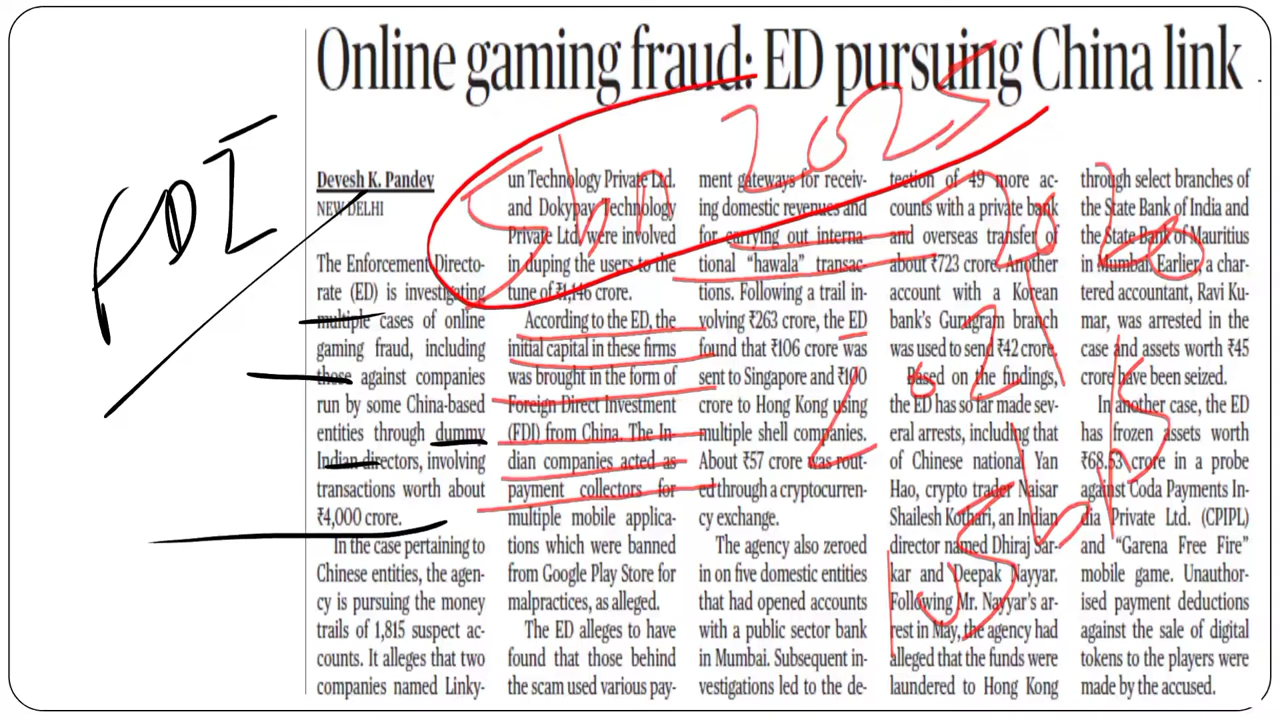 Online gaming fraud: ED pursuing China link
FDI
Devesh K. Pandey
NEW DELHI
The Enforcement Directo-
rate (ED) is investigating
multiple cases of online
gaming fraud, including
those against companies
run by some China-based
entities through dummy
Indian directors, involving
transactions worth about
₹4,000 crore.
In the case pertaining to
Chinese entities, the agen-
cy is pursuing the money
trails of 1,815 suspect ac-
counts. It alleges that two
companies named Linky-
un Technology Private Ltd.
and Dokypay Technology
Private Ltd. were involved
in duping the users to the
tune of ₹1,146 crore.
According to the ED, the
initial capital in these firms
was brought in the form of
Foreign Direct Investment
(FDI) from China. The In-
dian companies acted as
payment collectors for
multiple mobile applica-
tions which were banned
from Google Play Store for
malpractices, as alleged.
The ED alleges to have
found that those behind
the scam used various pay-
ment gateways for receiv-
ing domestic revenues and
for carrying out interna-
tional “hawala” transac-
tions. Following a trail in-
volving ₹263 crore, the ED
found that ₹106 crore was
sent to Singapore and ₹100
crore to Hong Kong using
multiple shell companies.
About ₹57 crore was rout-
ed through a cryptocurren-
cy exchange.
The agency also zeroed
in on five domestic entities
that had opened accounts
with a public sector bank
in Mumbai. Subsequent in-
vestigations led to the de-
tection of 49 more ac-
counts with a private bank
and overseas transfer of
about ₹723 crore. Another
account with a Korean
bank's Gurugram branch
was used to send ₹42 crore.
Based on the findings,
the ED has so far made sev-
eral arrests, including that
of Chinese national Yan
Hao, crypto trader Naisar
Shailesh Kothari, an Indian
director named Dhiraj Sar-
kar and Deepak Nayyar.
Following Mr. Nayyar's ar-
rest in May, the agency had
alleged that the funds were
laundered to Hong Kong
through select branches of
the State Bank of India and
the State Bank of Mauritius
in Mumbai. Earlier, a char-
tered accountant, Ravi Ku-
mar, was arrested in the
case and assets worth ₹45
crore have been seized.
In another case, the ED
has frozen assets worth
₹68.53 crore in a probe
against Coda Payments In-
dia Private Ltd. (CPIPL)
and “Garena Free Fire”
mobile game. Unauthor-
ised payment deductions
against the sale of digital
tokens to the players were
made by the accused.
5bn 2025
2020